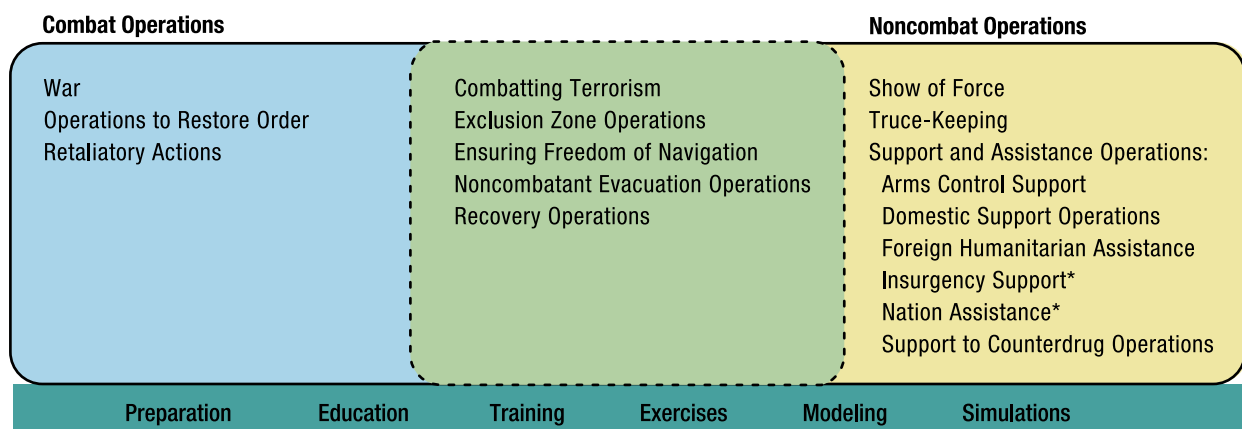 Combat Operations
Noncombat Operations
War
Operations to Restore Order
Retaliatory Actions
Combatting Terrorism
Exclusion Zone Operations
Ensuring Freedom of Navigation
Noncombatant Evacuation Operations
Recovery Operations
Show of Force
Truce-Keeping
Support and Assistance Operations:
Arms Control Support
Domestic Support Operations
Foreign Humanitarian Assistance
Insurgency Support*
Nation Assistance*
Support to Counterdrug Operations
Preparation Education Training Exercises Modeling Simulations